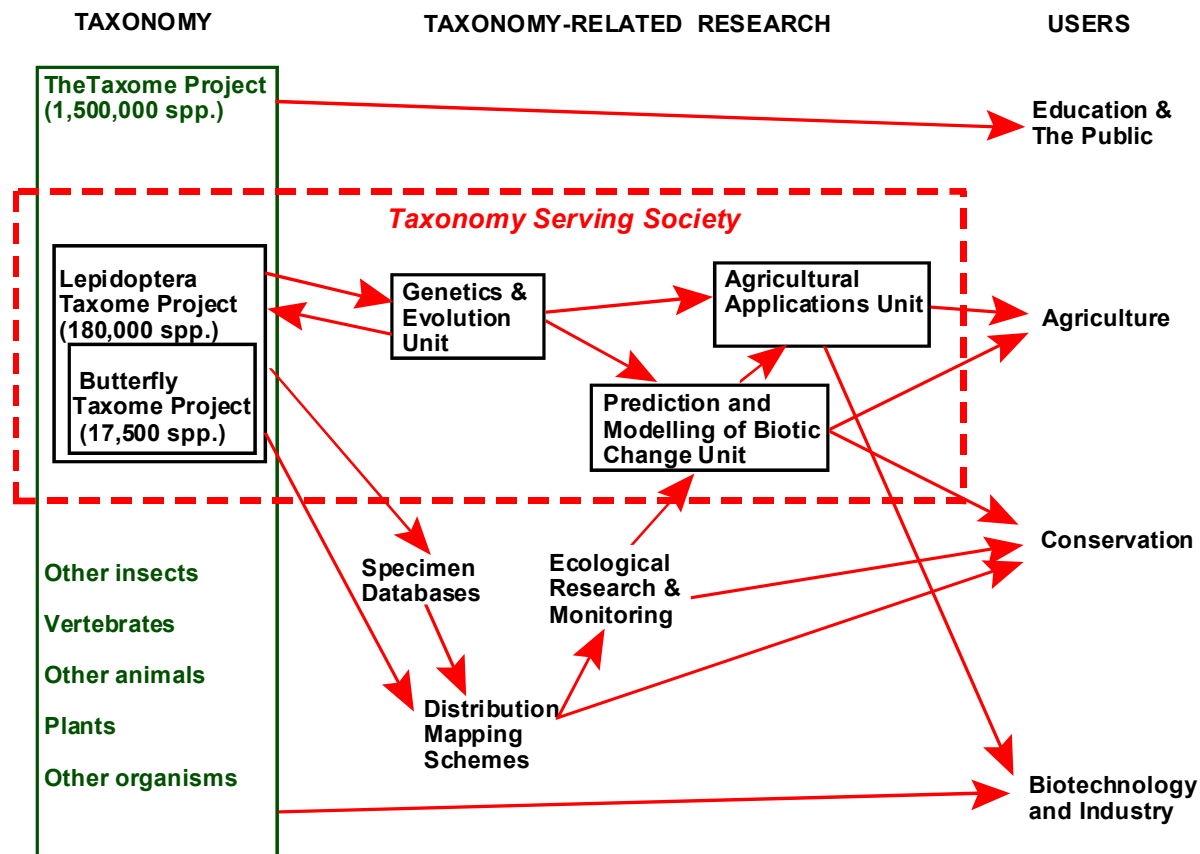 TAXONOMY
TAXONOMY-RELATED RESEARCH
USERS
TheTaxome Project
(1,500,000 spp.)
Education &
The Public
Taxonomy Serving Society
Lepidoptera
Taxome Project
(180,000 spp.)
Butterfly
Taxome Project
(17,500 spp.)
Genetics &
Evolution
Unit
Agricultural
Applications Unit
Agriculture
Prediction and
Modelling of Biotic
Change Unit
Other insects
Vertebrates
Other animals
Plants
Other organisms
Specimen
Databases
Ecological
Research &
Monitoring
Conservation
Distribution
Mapping
Schemes
Biotechnology
and Industry